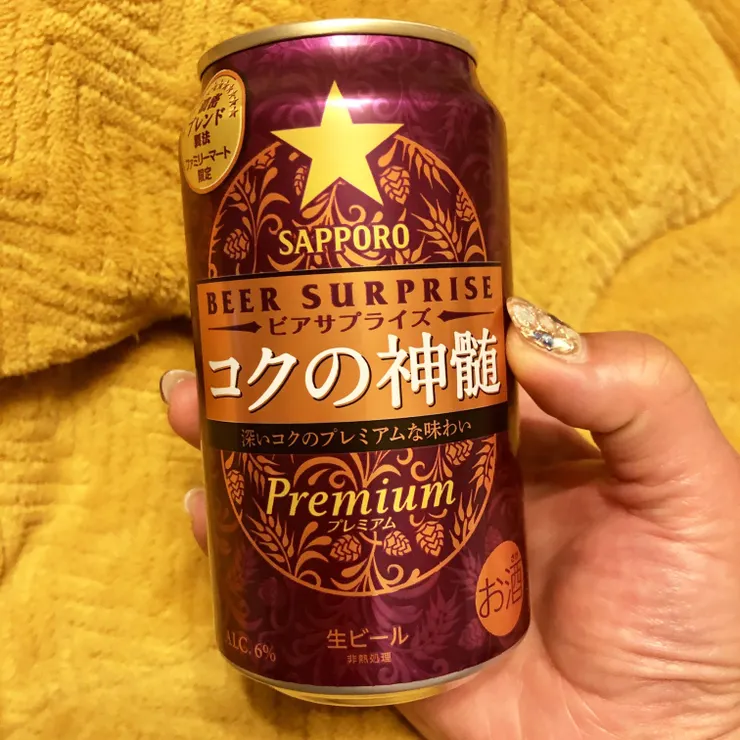 ブレンド
製法
ファミリーマート
限定
SAPPORO
BEER SURPRISE
ビアサプライズ
コクの神髄
深いコクのプレミアムな味わい
Premium
プレミアム
お酒
ALC. 6%
生ビール
非熱処理